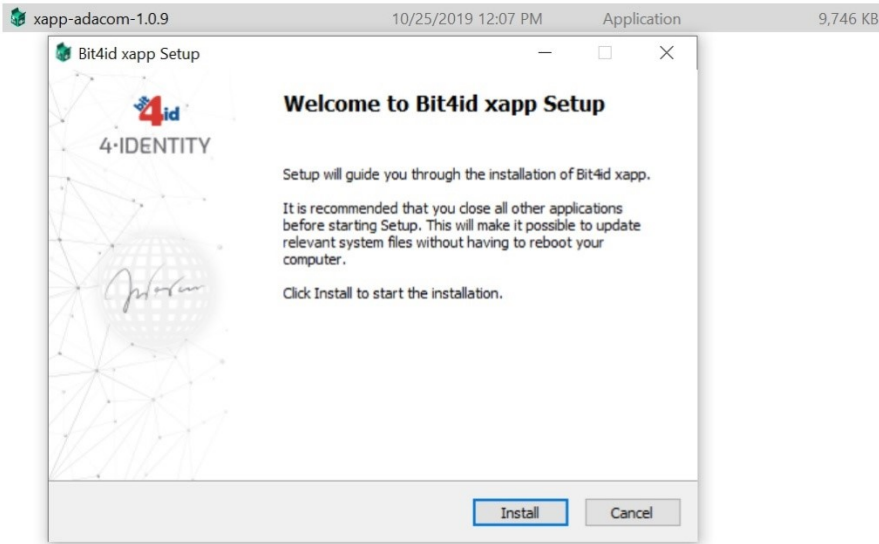 xapp-adacom-1.0.9 10/25/2019 12:07 PM Application 9,746 KB
Bit4id xapp Setup
bit4id
4·IDENTITY
Welcome to Bit4id xapp Setup
Setup will guide you through the installation of Bit4id xapp.
It is recommended that you close all other applications
before starting Setup. This will make it possible to update
relevant system files without having to reboot your
computer.
Click Install to start the installation.
Install Cancel